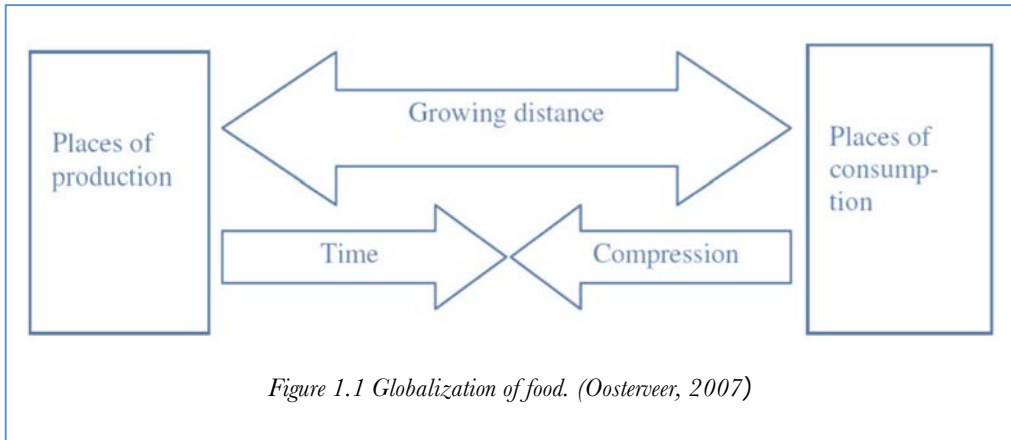 Growing distance
Places of
production
Places of
consump-
tion
Time
Compression
Figure 1.1 Globalization of food. (Oosterveer, 2007)